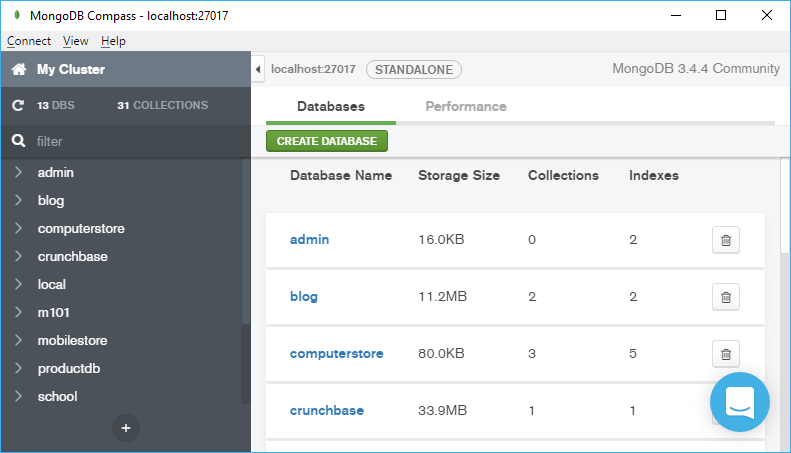 MongoDB Compass - localhost:27017
Connect View Help
My Cluster
localhost:27017 STANDALONE MongoDB 3.4.4 Community
13 DBS 31 COLLECTIONS
Databases Performance
filter
CREATE DATABASE
admin
blog
computerstore
crunchbase
local
m101
mobilestore
productdb
school
Database Name Storage Size Collections Indexes
admin 16.0KB 0 2
blog 11.2MB 2 2
computerstore 80.0KB 3 5
crunchbase 33.9MB 1 1